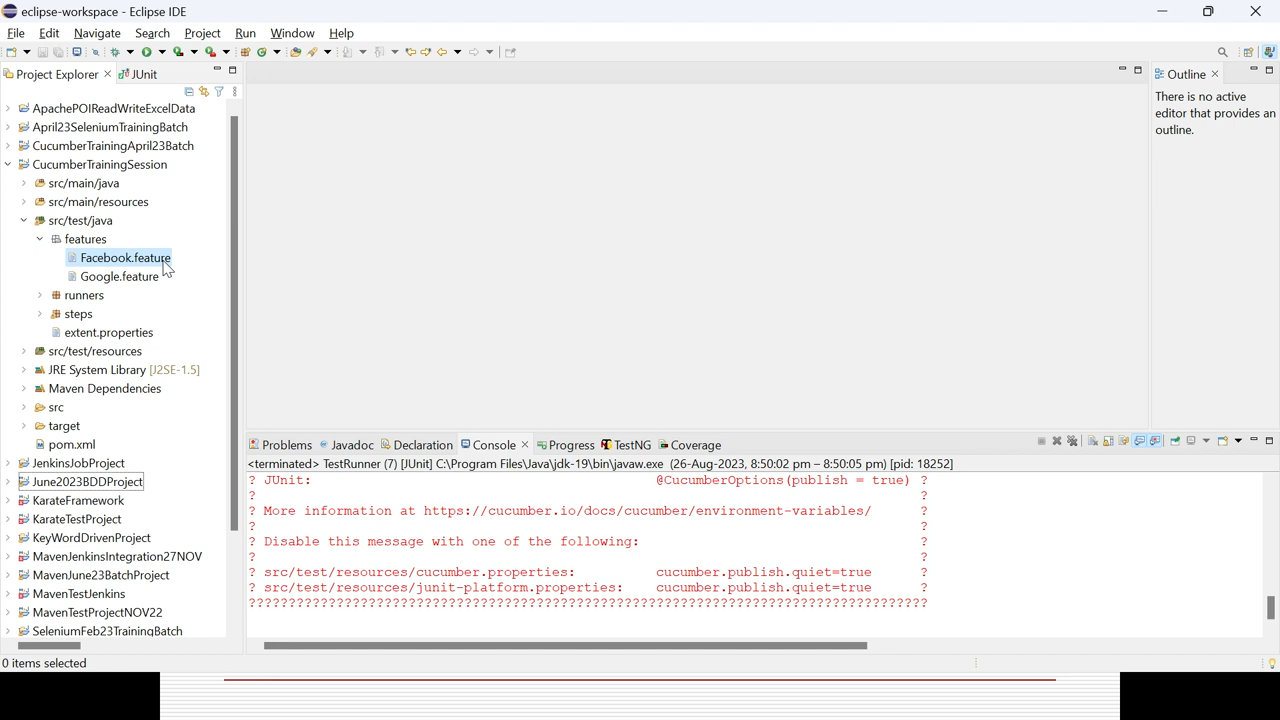 eclipse-workspace - Eclipse IDE
File Edit Navigate Search Project Run Window Help
Project Explorer JUnit
Outline
ApachePOIReadWriteExcelData
April23SeleniumTrainingBatch
CucumberTrainingApril23Batch
CucumberTrainingSession
src/main/java
src/main/resources
src/test/java
features
Facebook.feature
Google.feature
runners
steps
extent.properties
src/test/resources
JRE System Library [J2SE-1.5]
Maven Dependencies
src
target
pom.xml
JenkinsJobProject
June2023BDDProject
KarateFramework
KarateTestProject
KeyWordDrivenProject
MavenJenkinsIntegration27NOV
MavenJune23BatchProject
MavenTestJenkins
MavenTestProjectNOV22
SeleniumFeb23TrainingBatch
There is no active
editor that provides an
outline.
Problems Javadoc Declaration Console Progress TestNG Coverage
<terminated> TestRunner (7) [JUnit] C:\Program Files\Java\jdk-19\bin\javaw.exe (26-Aug-2023, 8:50:02 pm – 8:50:05 pm) [pid: 18252]
? JUnit: @CucumberOptions(publish = true) ?
? ?
? More information at https://cucumber.io/docs/cucumber/environment-variables/ ?
? ?
? Disable this message with one of the following: ?
? ?
? src/test/resources/cucumber.properties: cucumber.publish.quiet=true ?
? src/test/resources/junit-platform.properties: cucumber.publish.quiet=true ?
???????????????????????????????????????????????????????????????????????????????????????
0 items selected